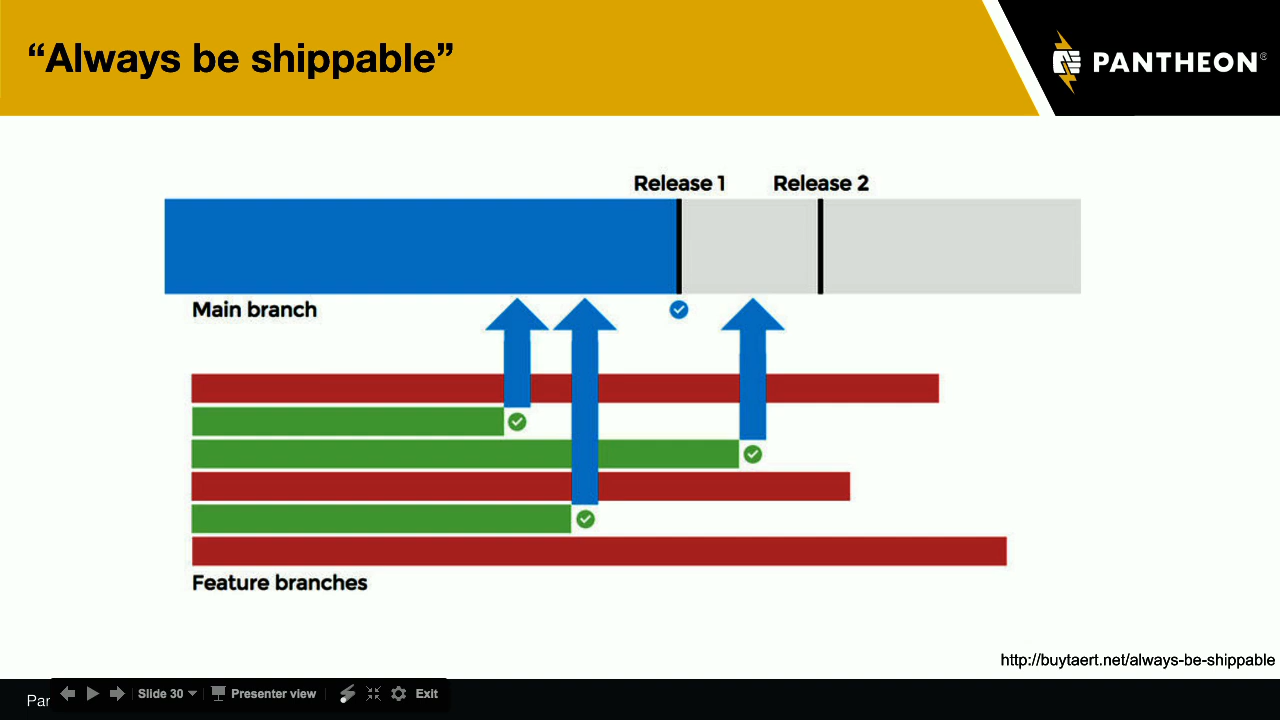 “Always be shippable”
PANTHEON®
Release 1
Release 2
Main branch
Feature branches
http://buytaert.net/always-be-shippable
Slide 30
Presenter view
Exit